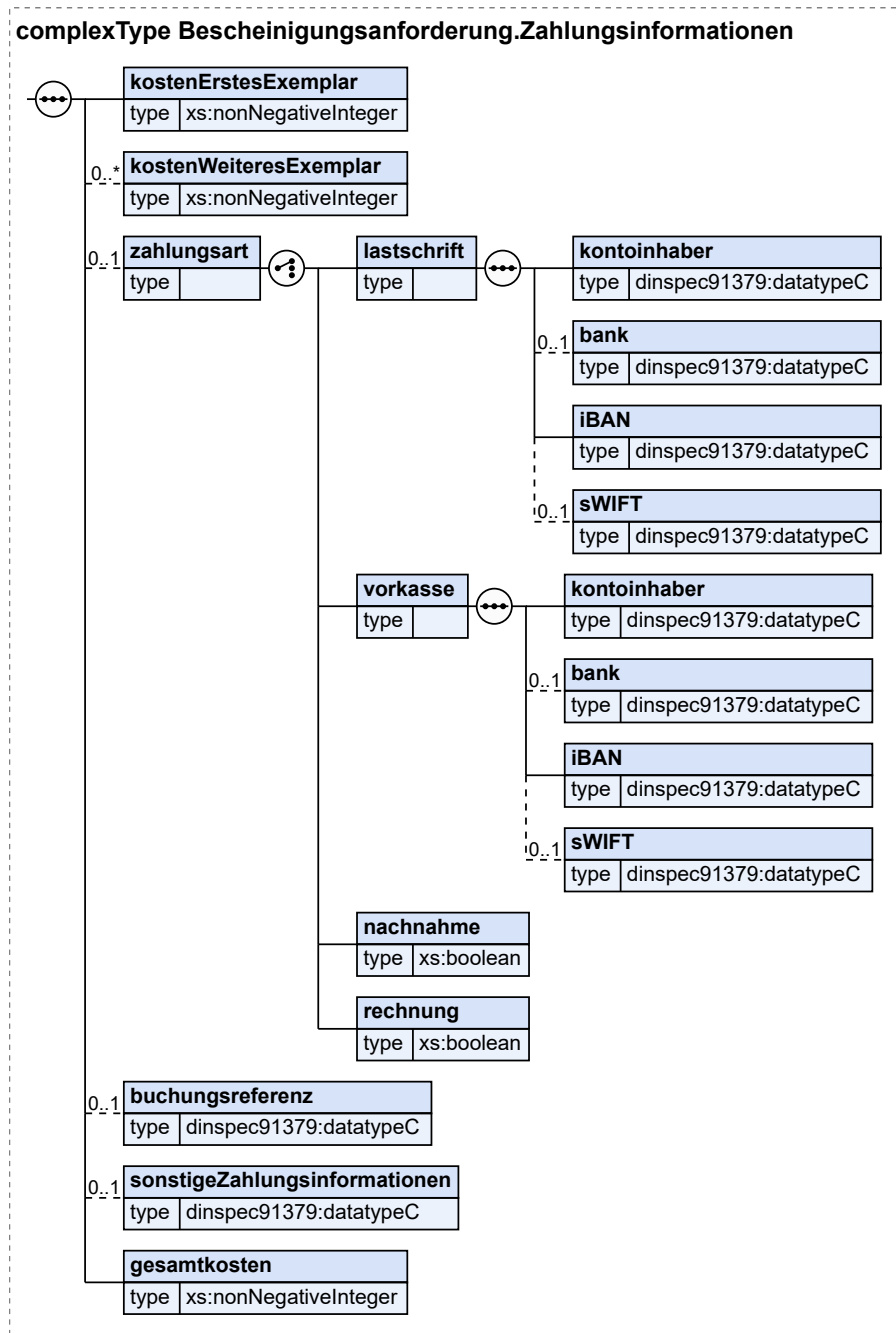 complexType Bescheinigungsanforderung.Zahlungsinformationen
kostenErstesExemplar
type xs:nonNegativeInteger
0..* kostenWeiteresExemplar
type xs:nonNegativeInteger
0..1 zahlungsart
type
lastschrift
type
kontoinhaber
type dinspec91379:datatypeC
0..1 bank
type dinspec91379:datatypeC
iBAN
type dinspec91379:datatypeC
0..1 sWIFT
type dinspec91379:datatypeC
vorkasse
type
kontoinhaber
type dinspec91379:datatypeC
0..1 bank
type dinspec91379:datatypeC
iBAN
type dinspec91379:datatypeC
0..1 sWIFT
type dinspec91379:datatypeC
nachnahme
type xs:boolean
rechnung
type xs:boolean
0..1 buchungsreferenz
type dinspec91379:datatypeC
0..1 sonstigeZahlungsinformationen
type dinspec91379:datatypeC
gesamtkosten
type xs:nonNegativeInteger